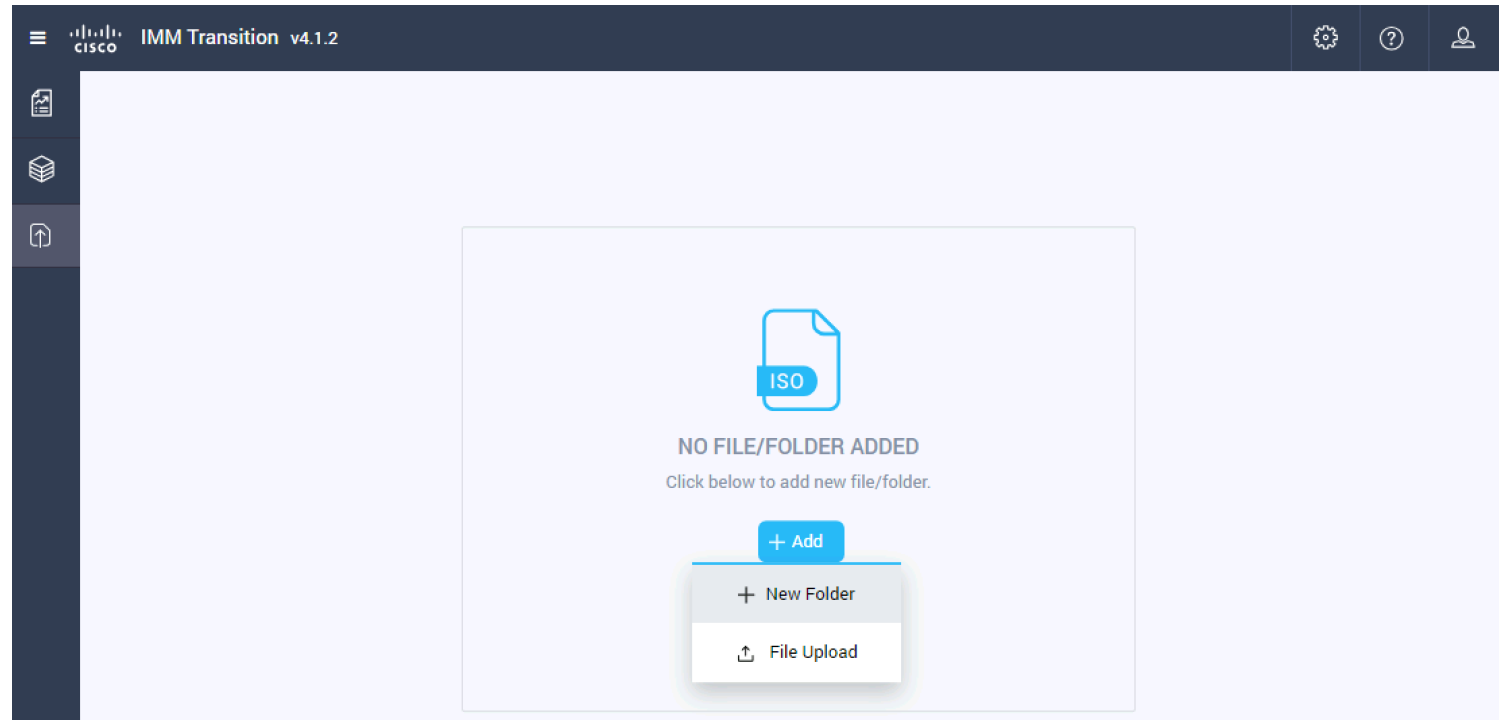 cisco IMM Transition v4.1.2
ISO
NO FILE/FOLDER ADDED
Click below to add new file/folder.
+ Add
+ New Folder
File Upload